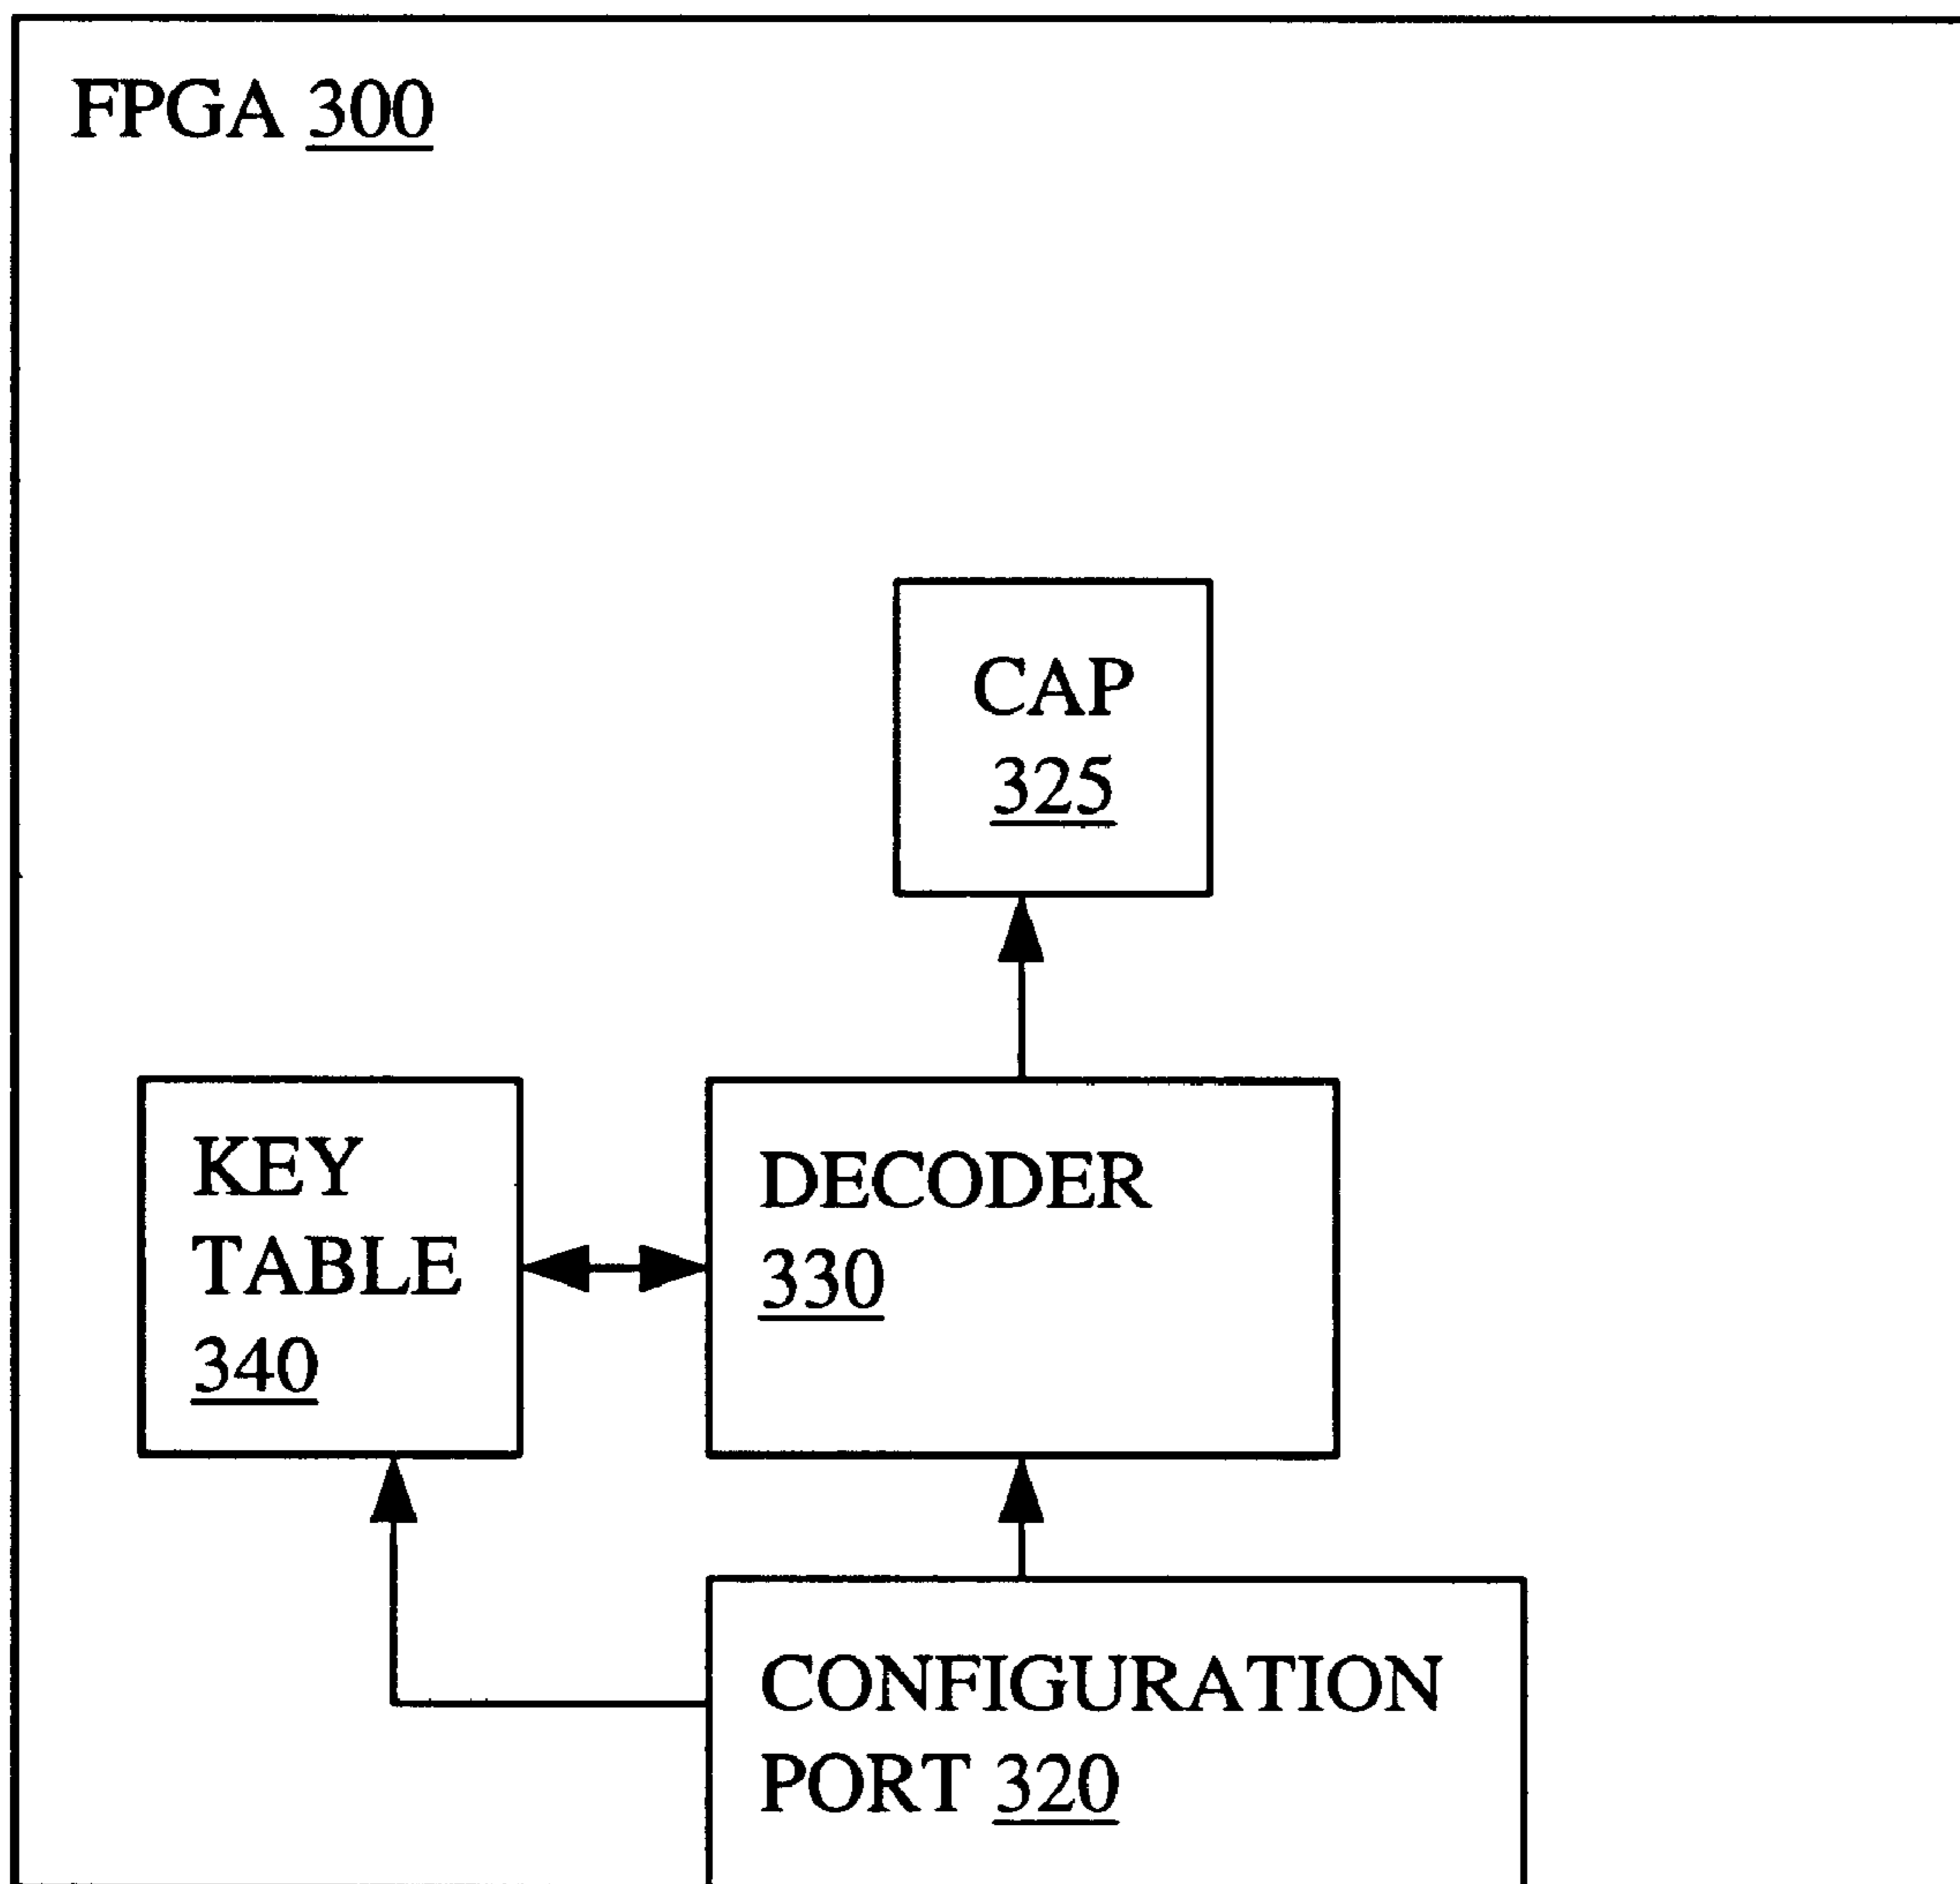 FPGA 300
CAP
325
KEY
TABLE
340
DECODER
330
CONFIGURATION
PORT 320